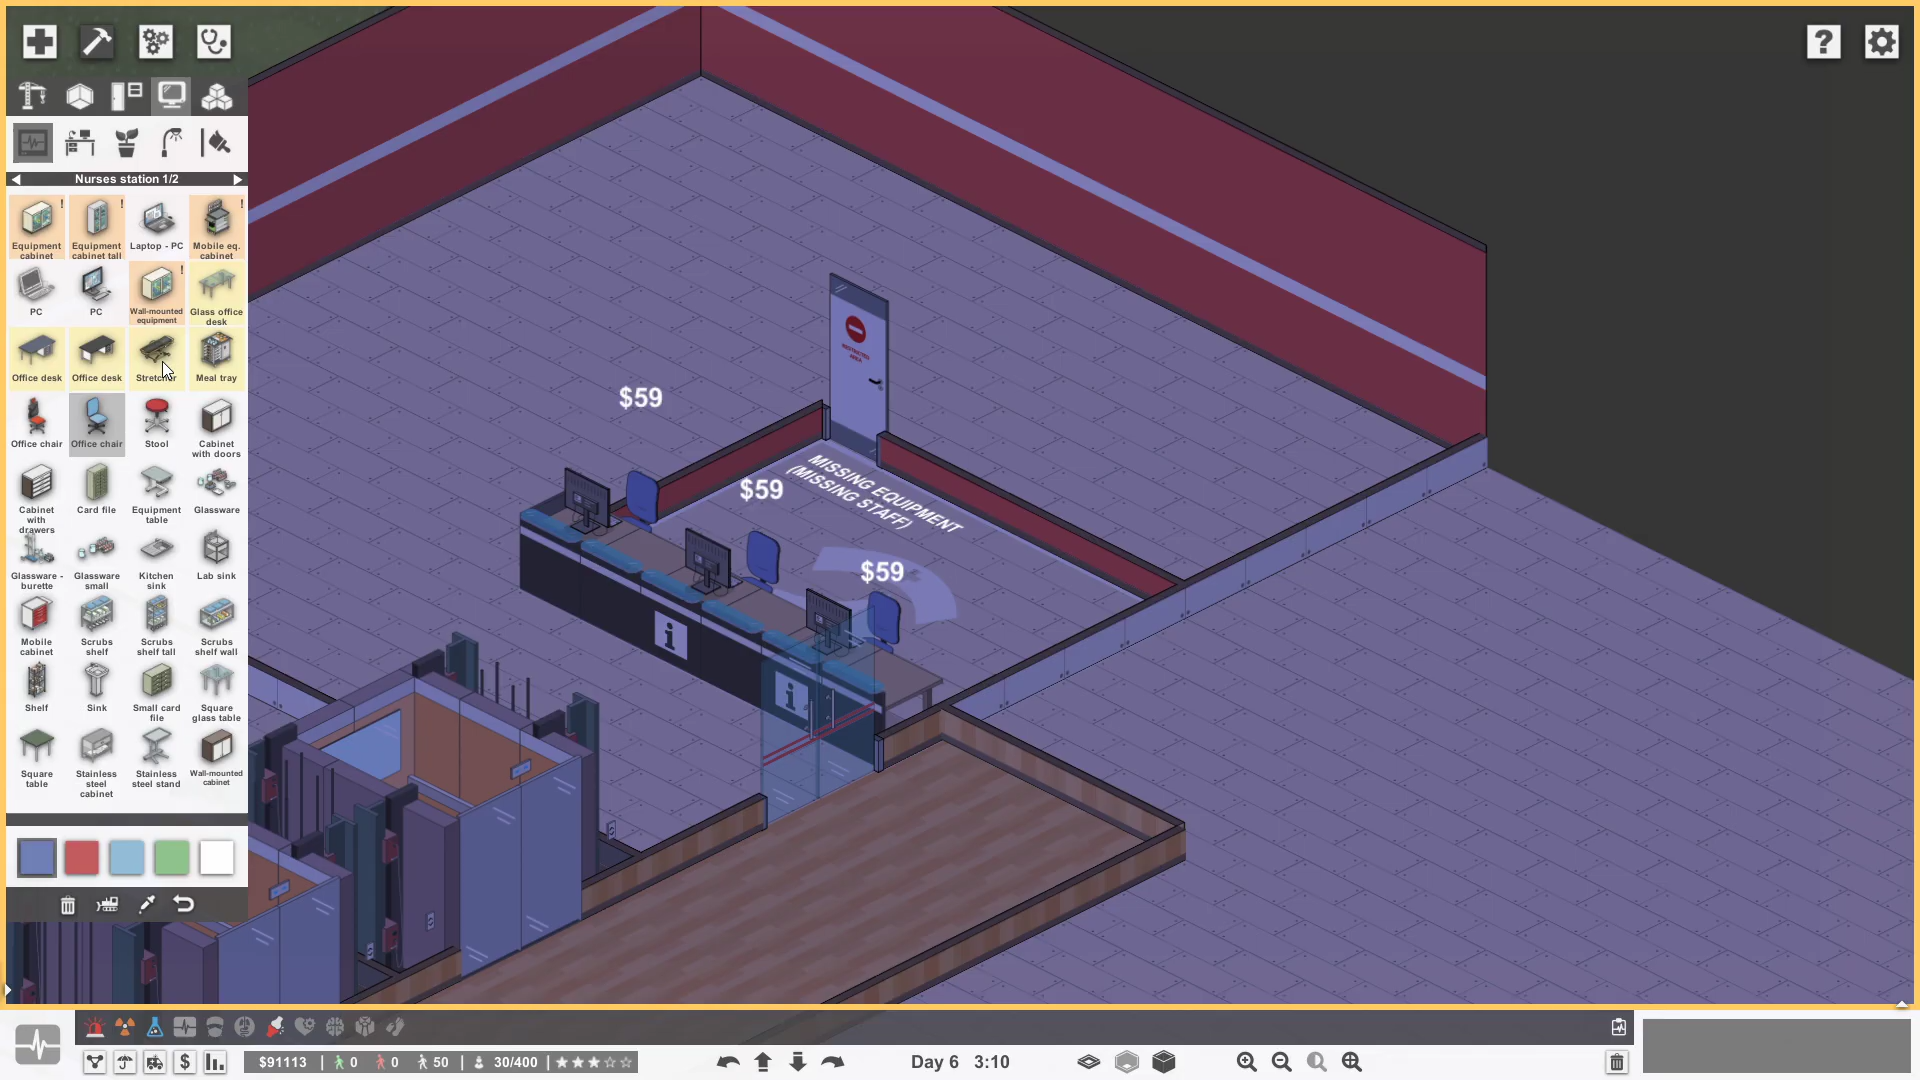 Nurses station 1/2
! ! !
Equipment cabinet
Equipment cabinet tall
Laptop - PC
Mobile eq. cabinet
!
PC
PC
Wall-mounted equipment
Glass office desk
Office desk
Office desk
Stretcher
Meal tray
Office chair
Office chair
Stool
Cabinet with doors
Cabinet with drawers
Card file
Equipment table
Glassware
Glassware - burette
Glassware small
Kitchen sink
Lab sink
Mobile cabinet
Scrubs shelf
Scrubs shelf tall
Scrubs shelf wall
Shelf
Sink
Small card file
Square glass table
Square table
Stainless steel cabinet
Stainless steel stand
Wall-mounted cabinet
?
RESTRICTED AREA
$59
$59
$59
MISSING EQUIPMENT
(MISSING STAFF)
i
i
$91113 | 0 0 50 | 30/400 |
Day 6 3:10
$